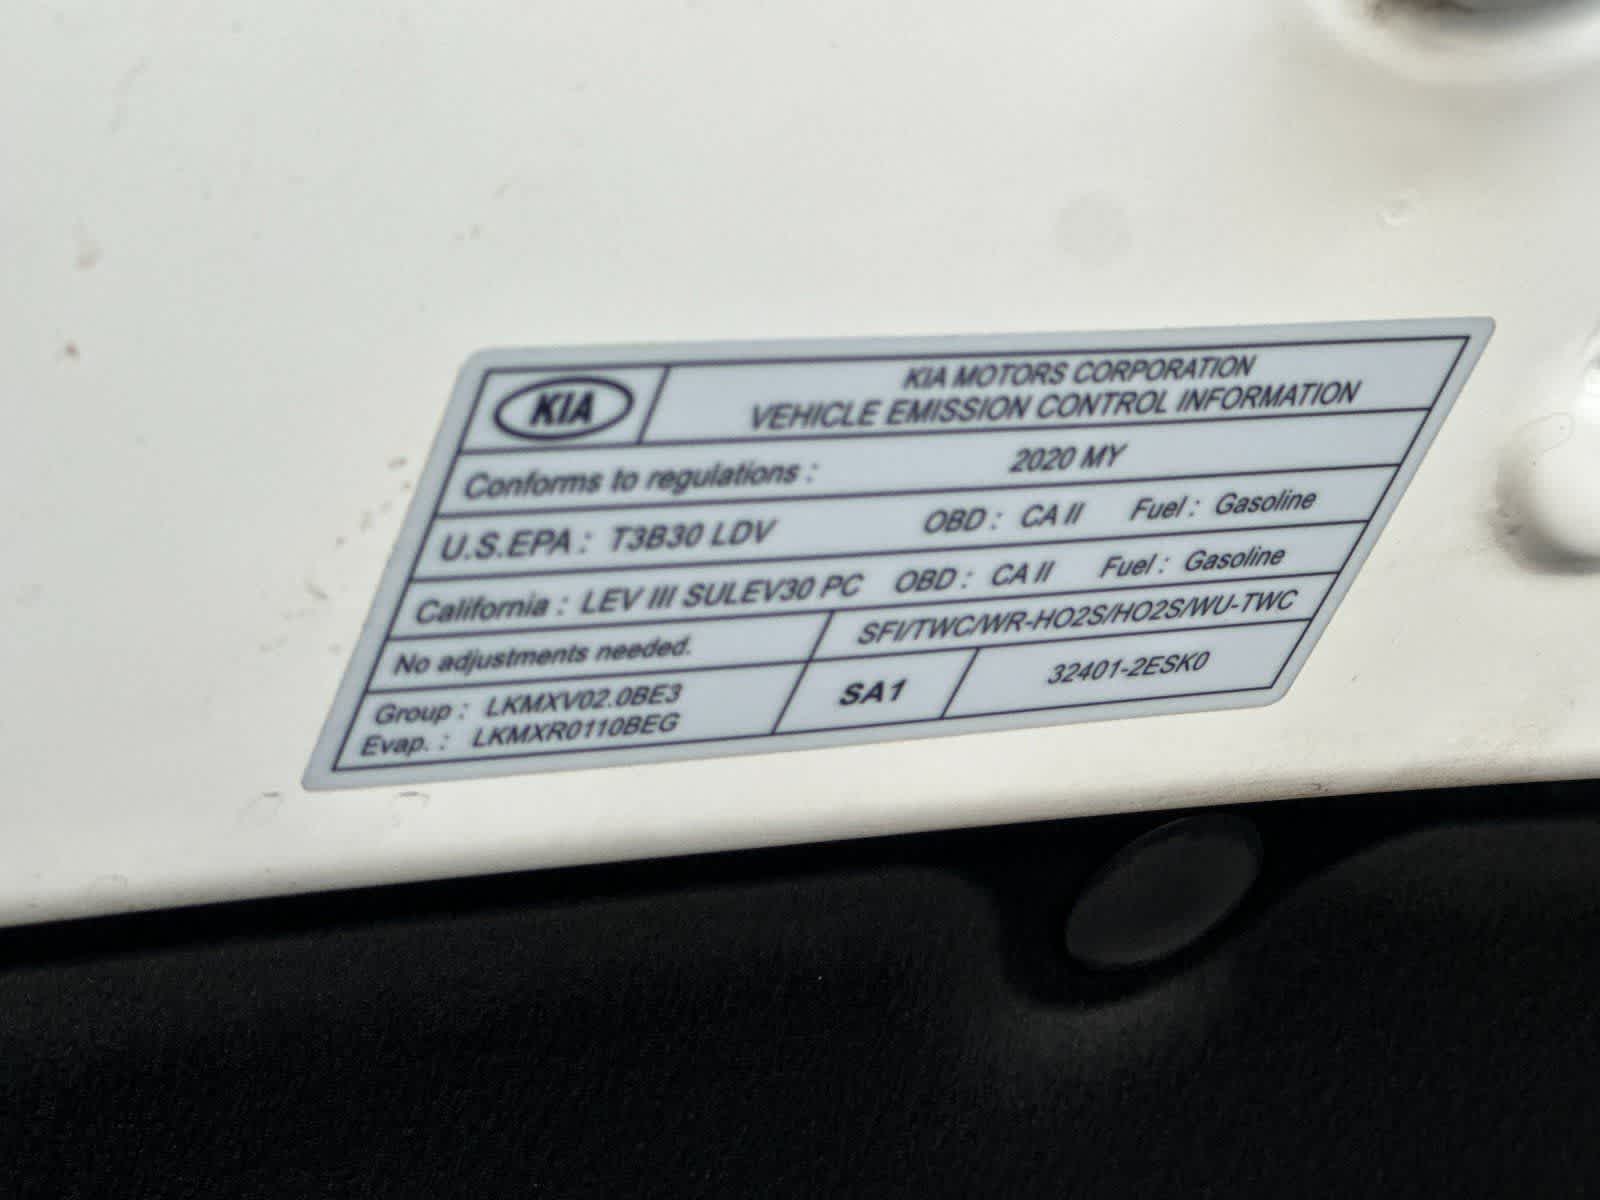 KIA
KIA MOTORS CORPORATION
VEHICLE EMISSION CONTROL INFORMATION
Conforms to regulations : 2020 MY
U.S.EPA : T3B30 LDV OBD : CA II Fuel : Gasoline
California : LEV III SULEV30 PC OBD : CA II Fuel : Gasoline
No adjustments needed. SFI/TWC/WR-HO2S/HO2S/WU-TWC
Group : LKMXV02.0BE3
Evap. : LKMXR0110BEG
SA1
32401-2ESK0